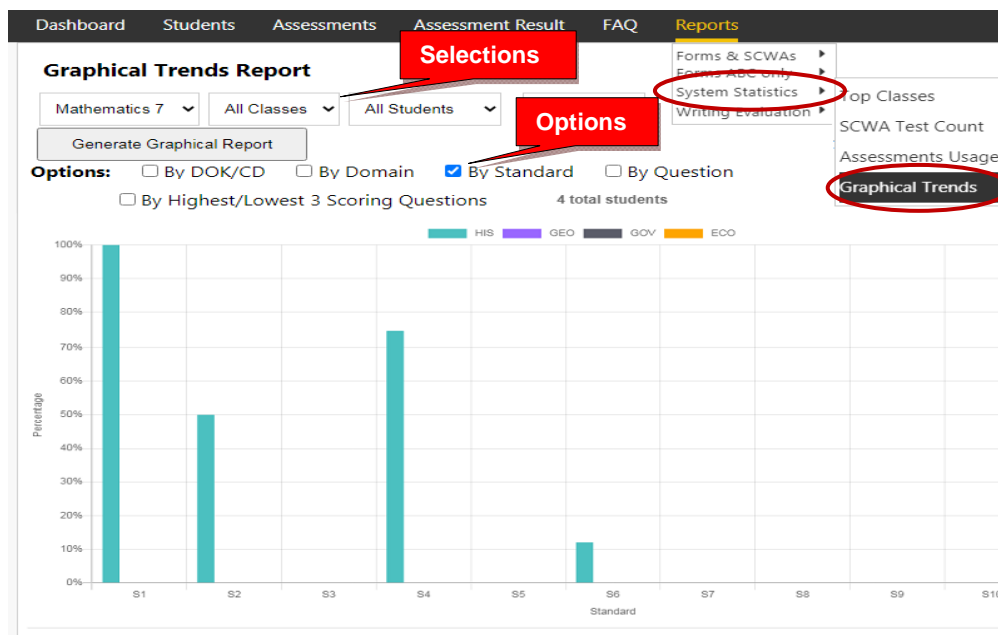 Dashboard Students Assessments Assessment Result FAQ Reports
Selections
Graphical Trends Report
Forms & SCWAs
Forms ABC only
System Statistics
Writing Evaluation
Top Classes
SCWA Test Count
Assessments Usage
Graphical Trends
Mathematics 7 All Classes All Students
Options
Generate Graphical Report
Options: By DOK/CD By Domain By Standard By Question
By Highest/Lowest 3 Scoring Questions 4 total students
HIS GEO GOV ECO
100%
90%
80%
70%
60%
50%
40%
30%
20%
10%
0%
Percentage
S1 S2 S3 S4 S5 S6 S7 S8 S9 S10
Standard